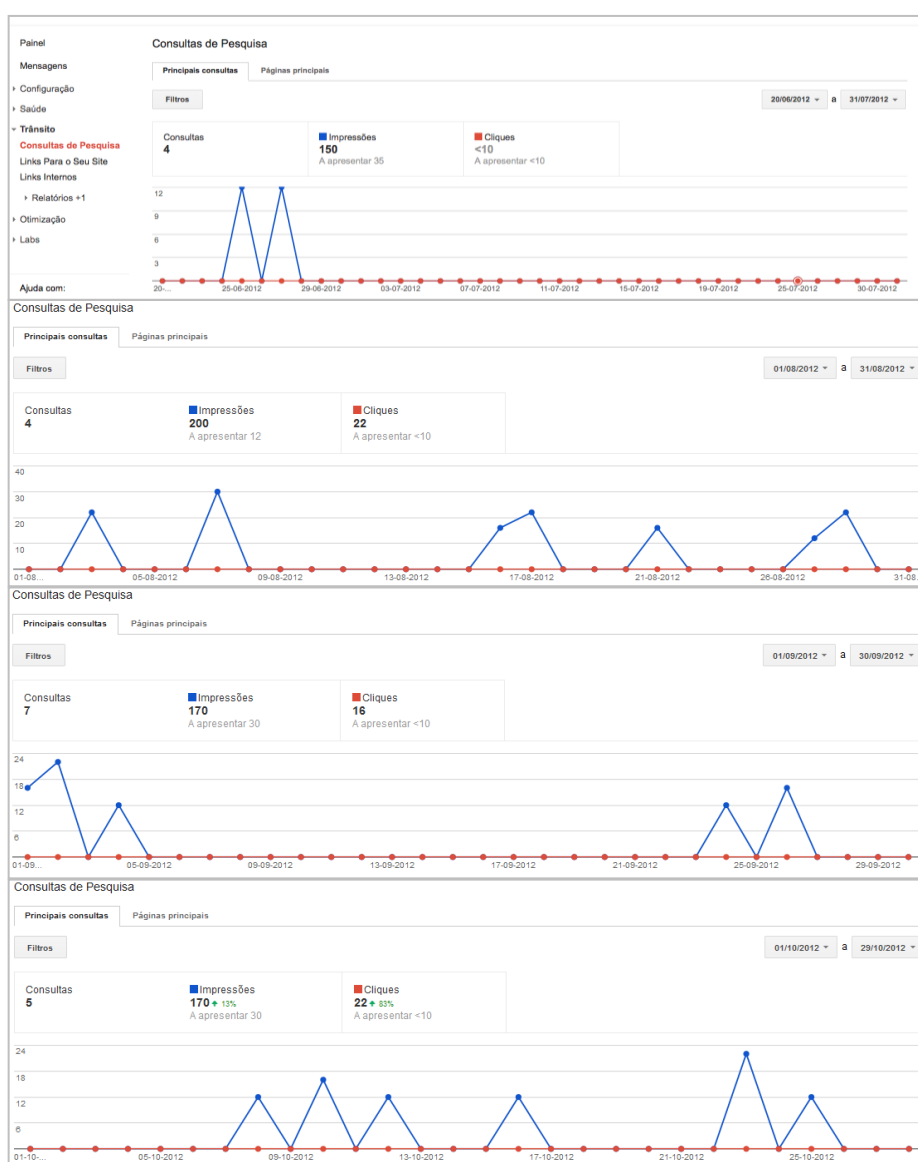 Painel
Mensagens
Configuração
Saúde
Trânsito
Consultas de Pesquisa
Links Para o Seu Site
Links Internos
Relatórios +1
Otimização
Labs
Ajuda com:
Consultas de Pesquisa
Principais consultas Páginas principais
Filtros 20/06/2012 a 31/07/2012
Consultas Impressões Cliques
4 150 <10
A apresentar 35 A apresentar <10
12
9
6
3
20-... 25-06-2012 29-06-2012 03-07-2012 07-07-2012 11-07-2012 15-07-2012 19-07-2012 25-07-2012 30-07-2012
Consultas de Pesquisa
Principais consultas Páginas principais
Filtros 01/08/2012 a 31/08/2012
Consultas Impressões Cliques
4 200 22
A apresentar 12 A apresentar <10
40
30
20
10
01-08... 05-08-2012 09-08-2012 13-08-2012 17-08-2012 21-08-2012 26-08-2012 31-08...
Consultas de Pesquisa
Principais consultas Páginas principais
Filtros 01/09/2012 a 30/09/2012
Consultas Impressões Cliques
7 170 16
A apresentar 30 A apresentar <10
24
18
12
6
01-09... 05-09-2012 09-09-2012 13-09-2012 17-09-2012 21-09-2012 25-09-2012 29-09-2012
Consultas de Pesquisa
Principais consultas Páginas principais
Filtros 01/10/2012 a 29/10/2012
Consultas Impressões Cliques
5 170 13% 22 83%
A apresentar 30 A apresentar <10
24
18
12
6
01-10-... 05-10-2012 09-10-2012 13-10-2012 17-10-2012 21-10-2012 25-10-2012